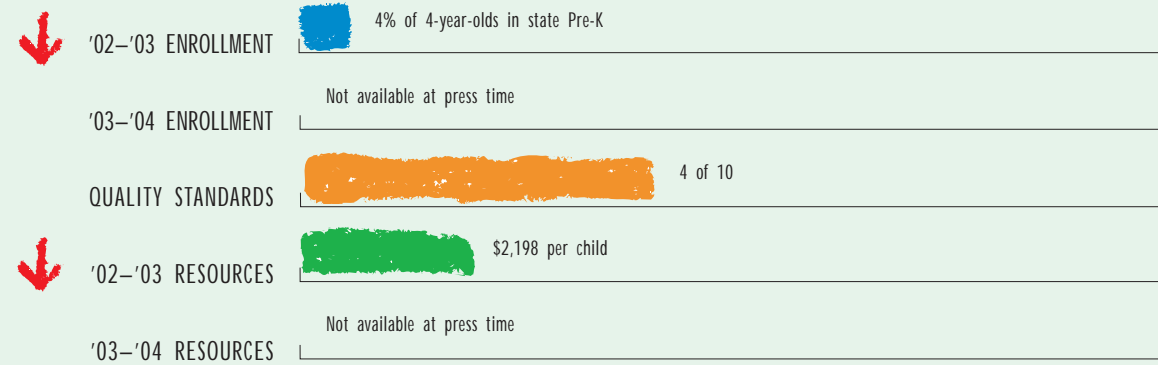 4% of 4-year-olds in state Pre-K
'02–'03 ENROLLMENT
Not available at press time
'03–'04 ENROLLMENT
4 of 10
QUALITY STANDARDS
$2,198 per child
'02–'03 RESOURCES
Not available at press time
'03–'04 RESOURCES